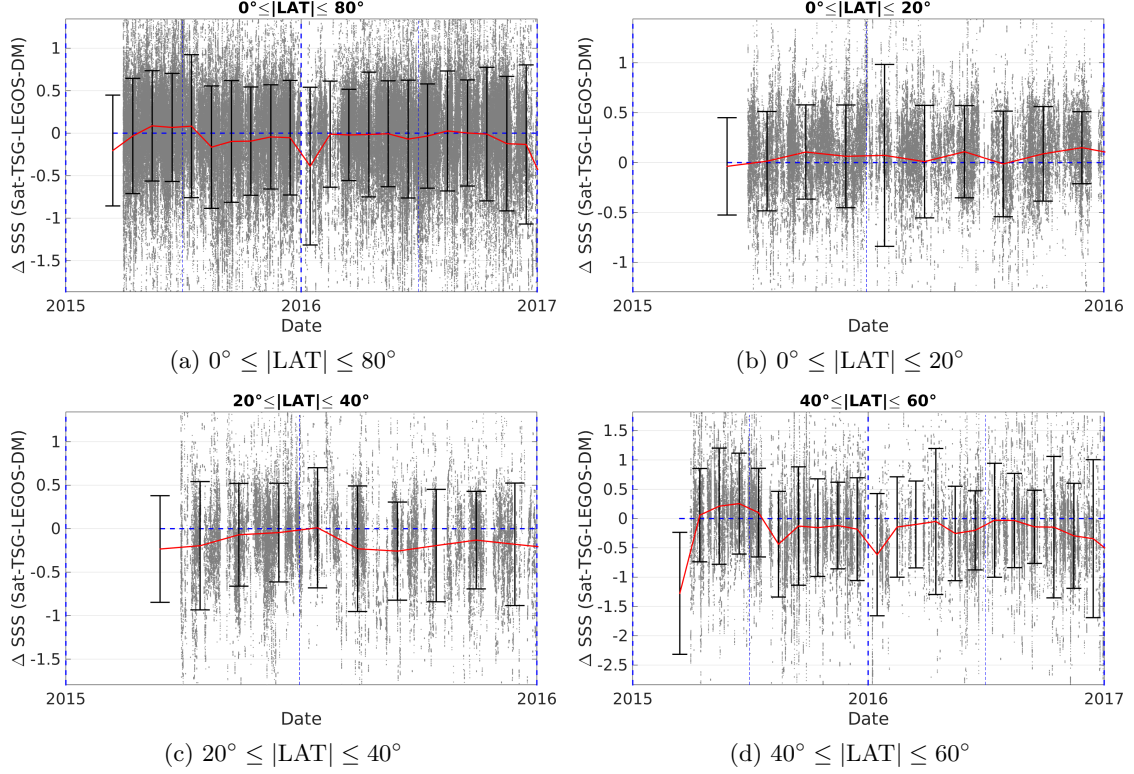 0°≤|LAT|≤ 80°
Δ SSS (Sat-TSG-LEGOS-DM)
1
0.5
0
-0.5
-1
-1.5
2015 2016 2017
Date
(a) 0° ≤ |LAT| ≤ 80°
0°≤|LAT|≤ 20°
Δ SSS (Sat-TSG-LEGOS-DM)
1
0.5
0
-0.5
-1
2015 2016
Date
(b) 0° ≤ |LAT| ≤ 20°
20°≤|LAT|≤ 40°
Δ SSS (Sat-TSG-LEGOS-DM)
1
0.5
0
-0.5
-1
-1.5
2015 2016
Date
(c) 20° ≤ |LAT| ≤ 40°
40°≤|LAT|≤ 60°
Δ SSS (Sat-TSG-LEGOS-DM)
1.5
1
0.5
0
-0.5
-1
-1.5
-2
-2.5
2015 2016 2017
Date
(d) 40° ≤ |LAT| ≤ 60°